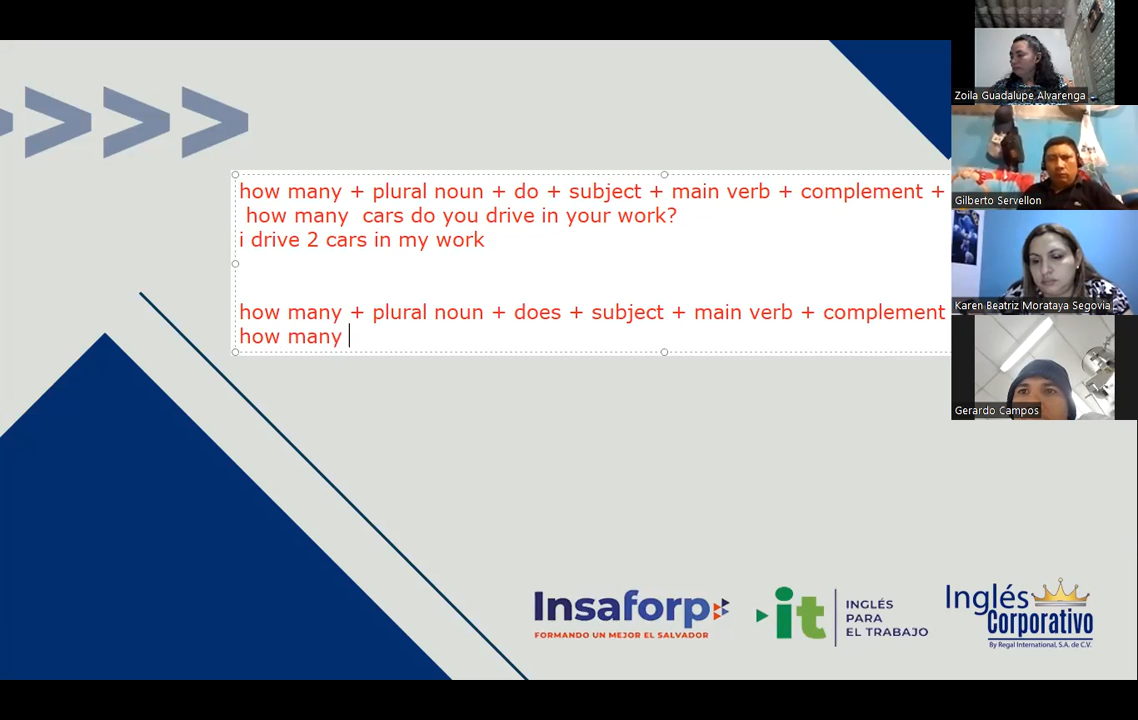 how many + plural noun + do + subject + main verb + complement +
how many  cars do you drive in your work?
i drive 2 cars in my work
how many + plural noun + does + subject + main verb + complement
how many
Zoila Guadalupe Alvarenga
Gilberto Servellon
Karen Beatriz Morataya Segovia
Gerardo Campos
Insaforp
FORMANDO UN MEJOR EL SALVADOR
it
INGLÉS
PARA
EL TRABAJO
Inglés
Corporativo
By Regal International, S.A. de C.V.